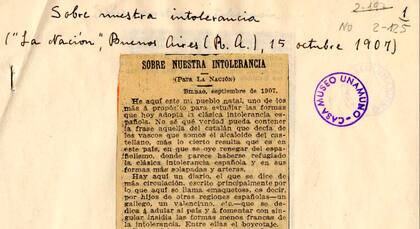 Sobre nuestra intolerancia
("La Nación", Buenos Aires (R. A.), 15 octubre 1907)
1
No 2-125
SOBRE NUESTRA INTOLERANCIA
(Para LA NACIÓN)
BILBAO, septiembre de 1907.
He aquí este mi pueblo natal, uno de los
más á propósito para estudiar las formas
que hoy adopta la clásica intolerancia es-
pañola. No sé qué verdad pueda contener
la frase aquella del catalán que decía de
los vascos que somos el alcaloide del cas-
tellano, más lo cierto resulta que es en
este país, en que se oye renegar del espa-
ñolismo, donde parece haberse refugiado
la clásica intolerancia española y en sus
formas más solapadas y arteras.
Hay aquí un diario, el que se dice de
más circulación, escrito principalmente por
lo que aquí se llama «maquetos», es de-
cir, por hijos de otras regiones españolas—un
gallego, un valenciano, etc.—que se de-
dica á adular al país y á fomentar con sin-
gular insidia las formas menos francas de
la intolerancia. Entre ellas el boycotaje.
CASA MUSEO UNAMUNO